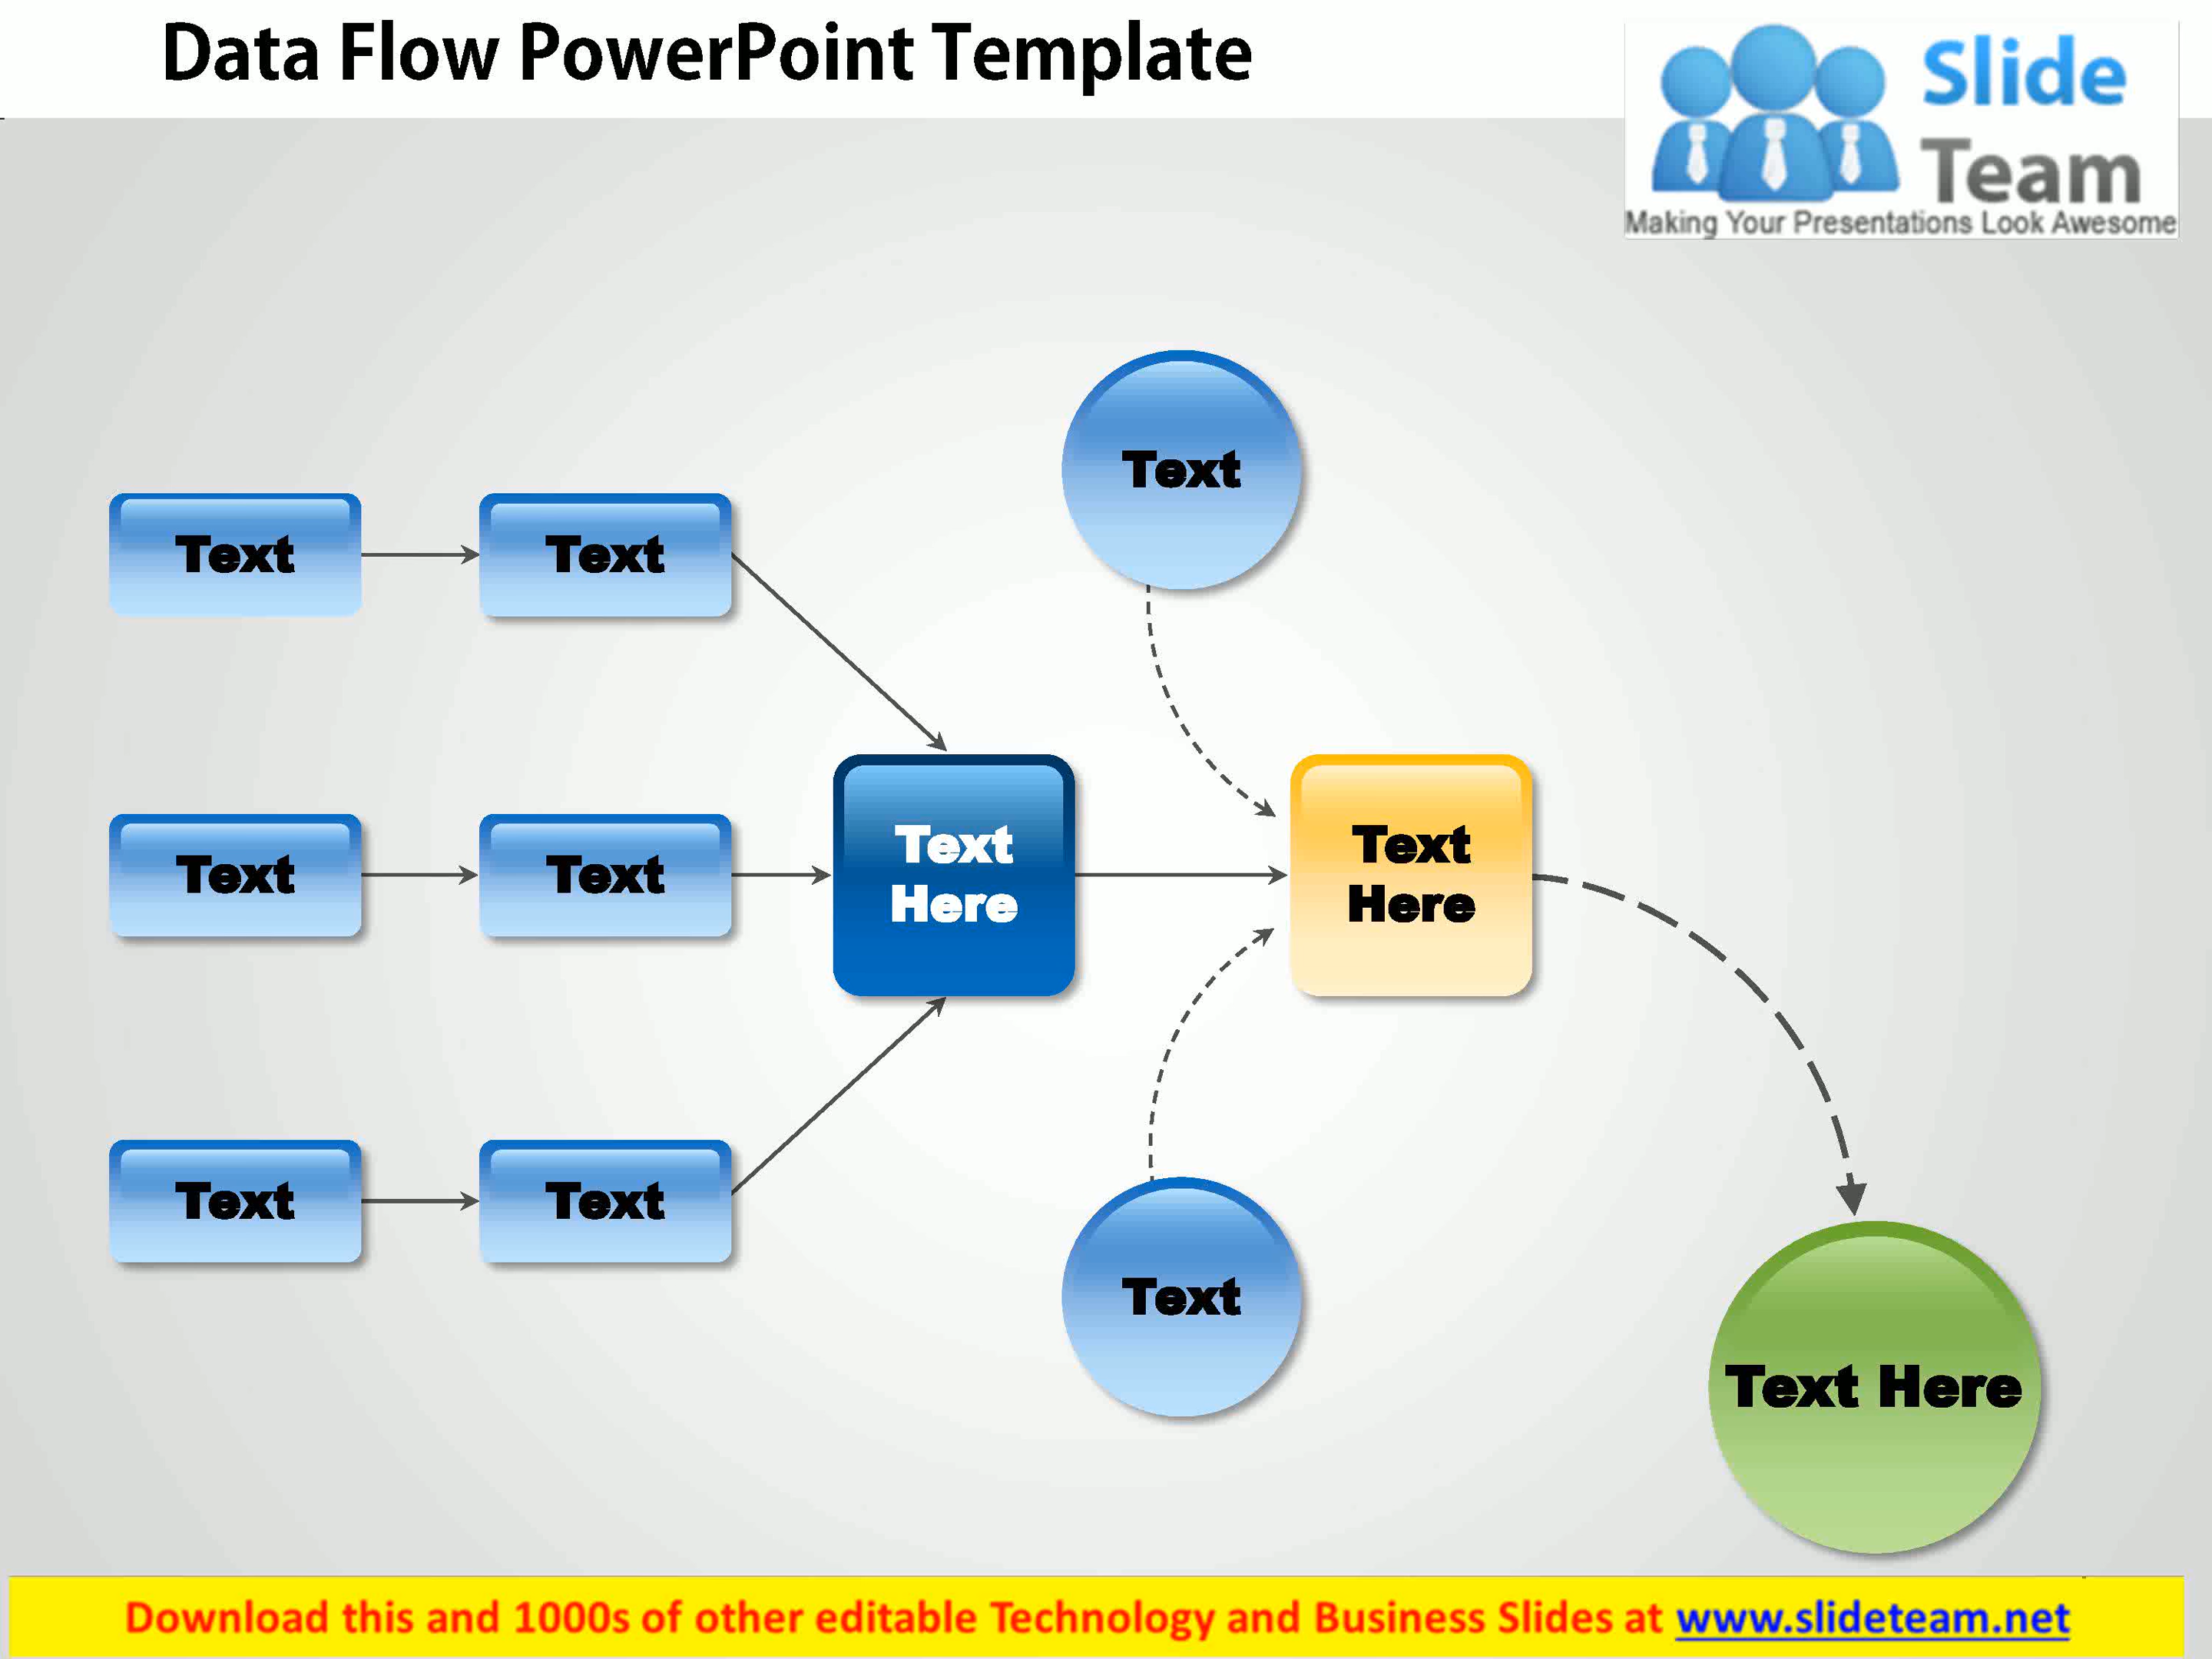 Data Flow PowerPoint Template
Slide
Team
Making Your Presentations Look Awesome
Text
Text
Text
Text
Text
Here
Text
Here
Text
Text
Text
Text
Text
Text Here
Download this and 1000s of other editable Technology and Business Slides at www.slideteam.net